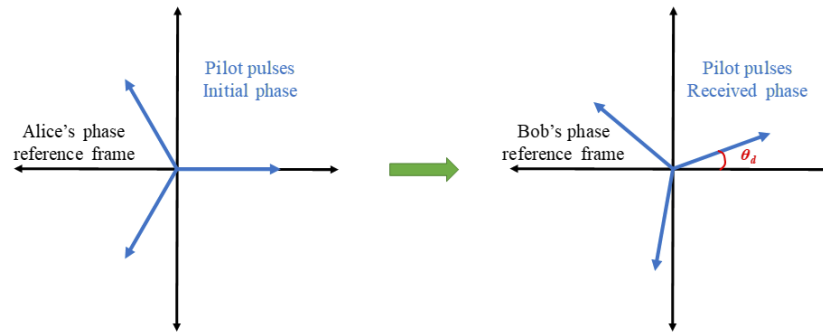 Pilot pulses
Initial phase
Alice's phase
reference frame
Pilot pulses
Received phase
Bob's phase
reference frame
θd